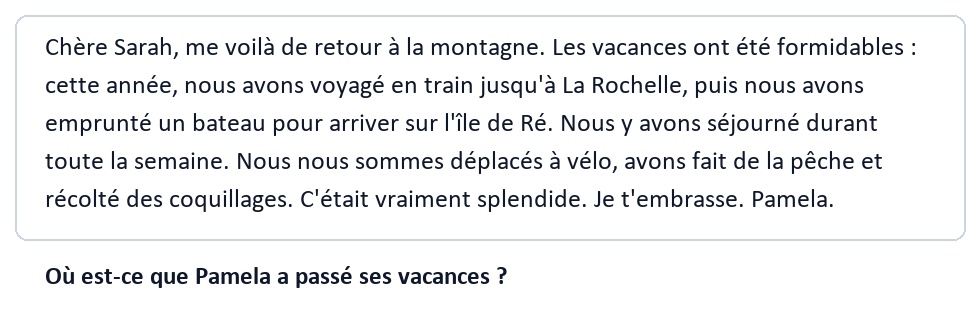 Chère Sarah, me voilà de retour à la montagne. Les vacances ont été formidables :
cette année, nous avons voyagé en train jusqu'à La Rochelle, puis nous avons
emprunté un bateau pour arriver sur l'île de Ré. Nous y avons séjourné durant
toute la semaine. Nous nous sommes déplacés à vélo, avons fait de la pêche et
récolté des coquillages. C'était vraiment splendide. Je t'embrasse. Pamela.
Où est-ce que Pamela a passé ses vacances ?